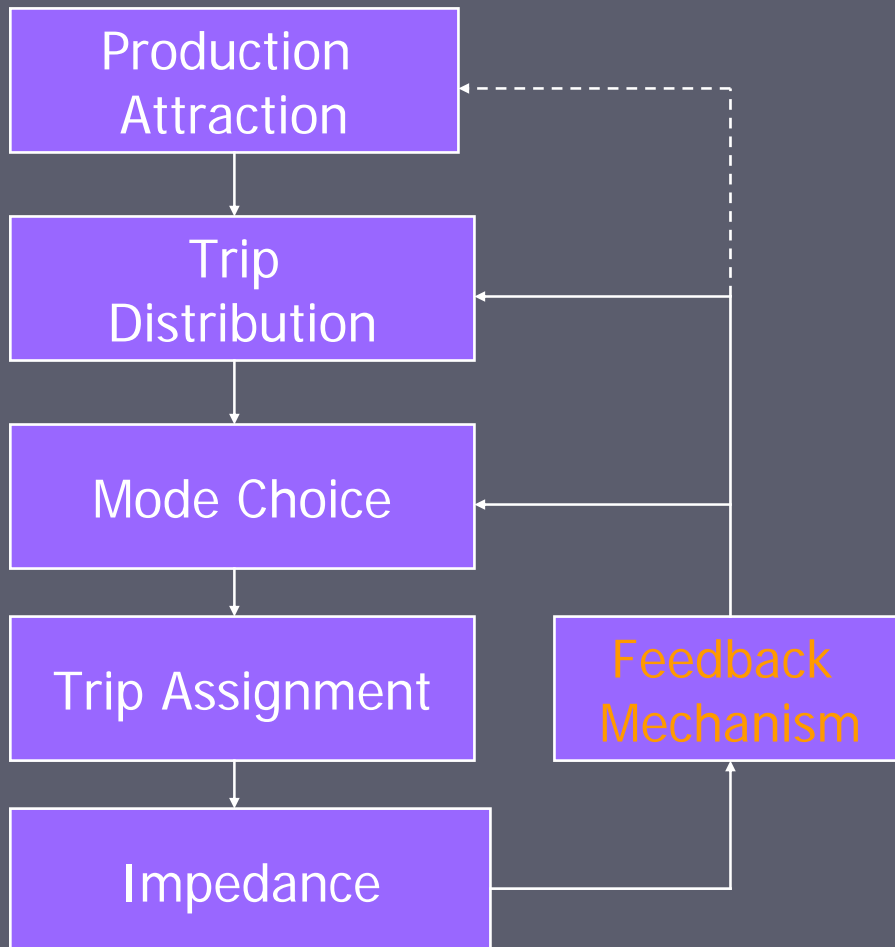 Production
Attraction
Trip
Distribution
Mode Choice
Trip Assignment
Feedback
Mechanism
Impedance